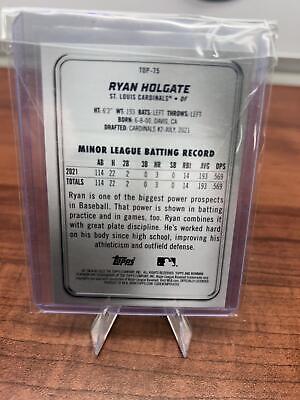 TBP-75
RYAN HOLGATE
ST. LOUIS CARDINALS™ • OF
HT: 6'2" WT: 193 BATS: LEFT THROWS: LEFT
BORN: 6-8-00, DAVIS, CA
DRAFTED: CARDINALS #2-JULY, 2021
MINOR LEAGUE BATTING RECORD
AB H 2B 3B HR SB RBI AVG OPS
2021 114 22 2 0 3 0 14 .193 .569
TOTALS 114 22 2 0 3 0 14 .193 .569
Ryan is one of the biggest power prospects
in Baseball. That power is shown in batting
practice and in games, too. Ryan combines it
with great plate discipline. He's worked hard
on his body since high school, improving his
athleticism and outfield defense.
Topps